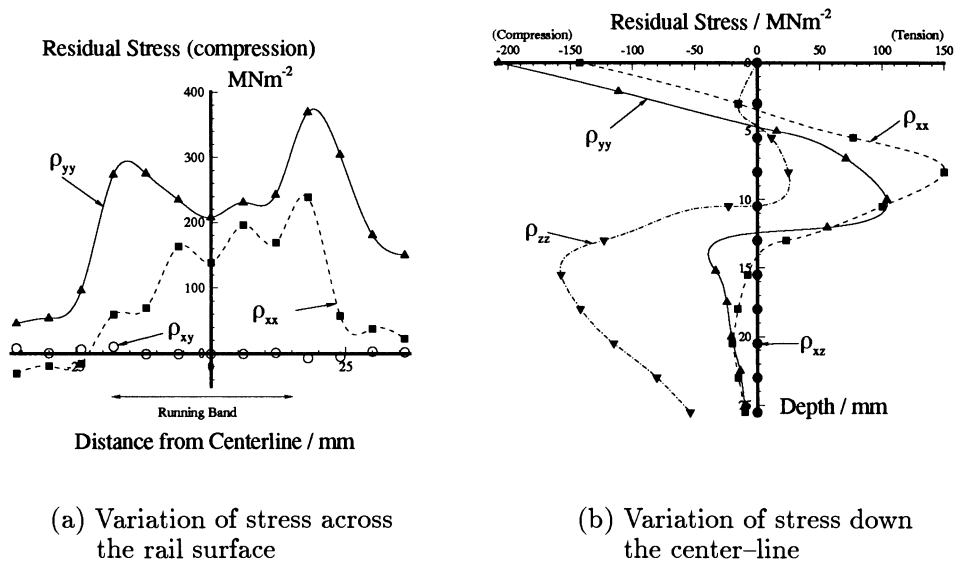 Residual Stress (compression)
MNm-2
400
300
200
100
0
-25
25
ρyy
ρxx
ρxy
Running Band
Distance from Centerline / mm
(a) Variation of stress across
the rail surface
Residual Stress / MNm-2
(Compression)
(Tension)
-200 -150 -100 -50 0 50 100 150
0
5
10
15
20
25
ρyy
ρxx
ρzz
ρxz
Depth / mm
(b) Variation of stress down
the center–line